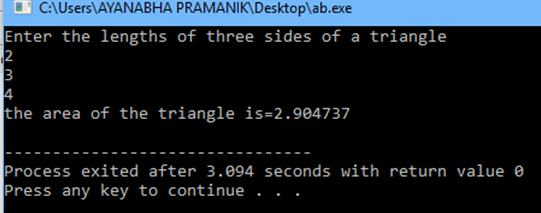 C:\Users\AYANABHA PRAMANIK\Desktop\ab.exe
Enter the lengths of three sides of a triangle
2
3
4
the area of the triangle is=2.904737
--------------------------------
Process exited after 3.094 seconds with return value 0
Press any key to continue . . .